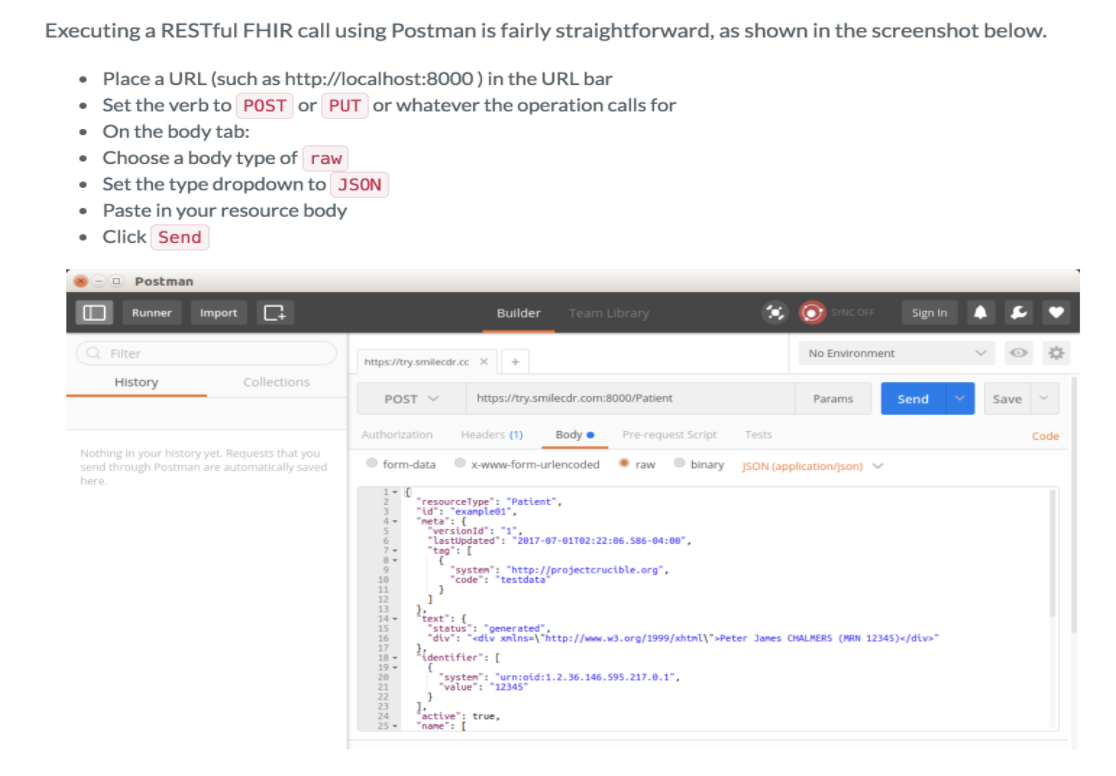 Executing a RESTful FHIR call using Postman is fairly straightforward, as shown in the screenshot below.
• Place a URL (such as http://localhost:8000 ) in the URL bar
• Set the verb to POST or PUT or whatever the operation calls for
• On the body tab:
• Choose a body type of raw
• Set the type dropdown to JSON
• Paste in your resource body
• Click Send
Postman
Runner Import Builder Team Library SYNC OFF Sign In
Filter
History Collections
Nothing in your history yet. Requests that you
send through Postman are automatically saved
here.
https://try.smilecdr.cc × + No Environment
POST https://try.smilecdr.com:8000/Patient Params Send Save
Authorization Headers (1) Body Pre-request Script Tests Code
form-data x-www-form-urlencoded raw binary JSON (application/json)
1 {
2 "resourceType": "Patient",
3 "id": "example01",
4 "meta": {
5 "versionId": "1",
6 "lastUpdated": "2017-07-01T02:22:06.586-04:00",
7 "tag": [
8 {
9 "system": "http://projectcrucible.org",
10 "code": "testdata"
11 }
12 ]
13 },
14 "text": {
15 "status": "generated",
16 "div": "<div xmlns=\"http://www.w3.org/1999/xhtml\">Peter James CHALMERS (MRN 12345)</div>"
17 },
18 "identifier": [
19 {
20 "system": "urn:oid:1.2.36.146.595.217.0.1",
21 "value": "12345"
22 }
23 ],
24 "active": true,
25 "name": [